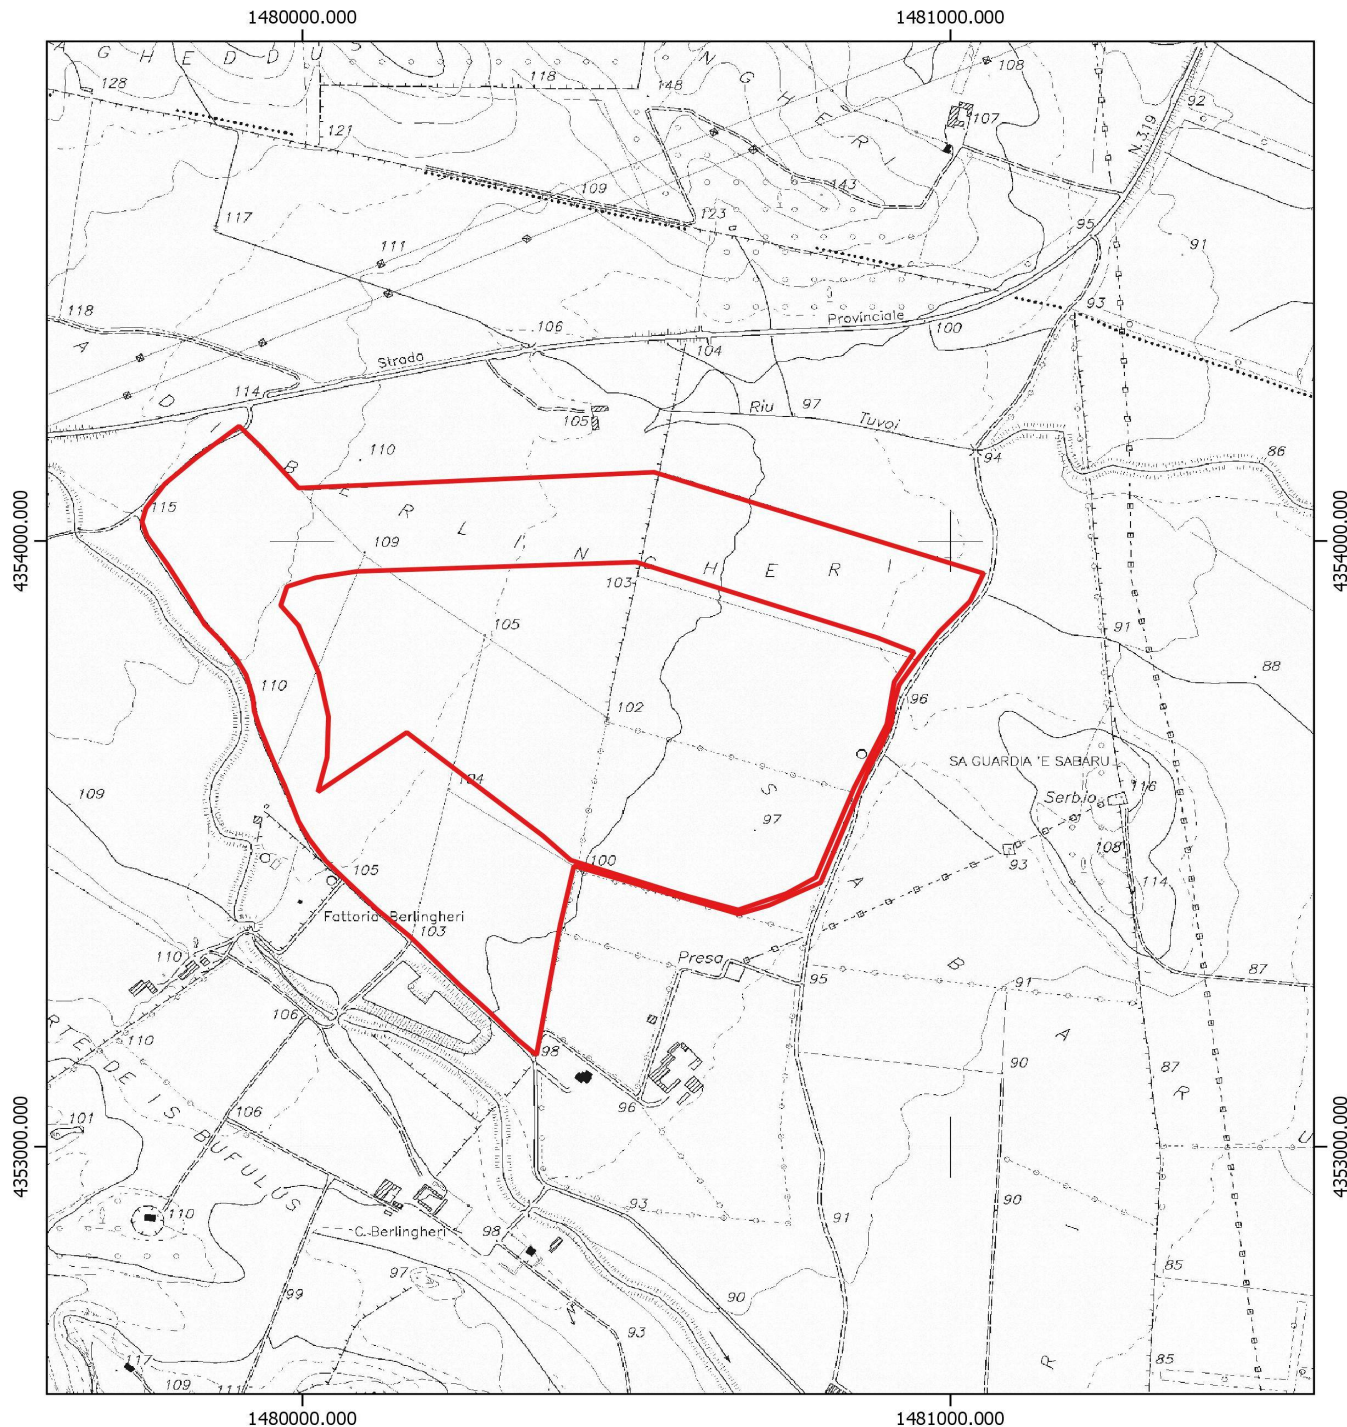 1480000.000 1481000.000
A G H E D D U S
N G H E R I
128 118 148 108
121 107 92
N.319
109 143
117 123 95
111 91
118 106 Provinciale 100 93
A Strada 104
114
D I 105 Riu 97 Tuvoi
110 94 86
B E R L I N G H E R I
115
4354000.000 4354000.000
109
103
105 91
110 88
102 96
SA GUARDIA 'E SABARU
109 104 S Serbio 116
97
108
100 93
105 A 114
Fattoria Berlingheri
103
110 Presa B 87
95 91
106
98 A
110 90 87
R T E D E I S B U F U L U S
96 R
101 106
U
4353000.000 4353000.000
110 93 90
98 91 I
C. Berlingheri
97 85
99 90
93
R
117 85
109 111
1480000.000 1481000.000